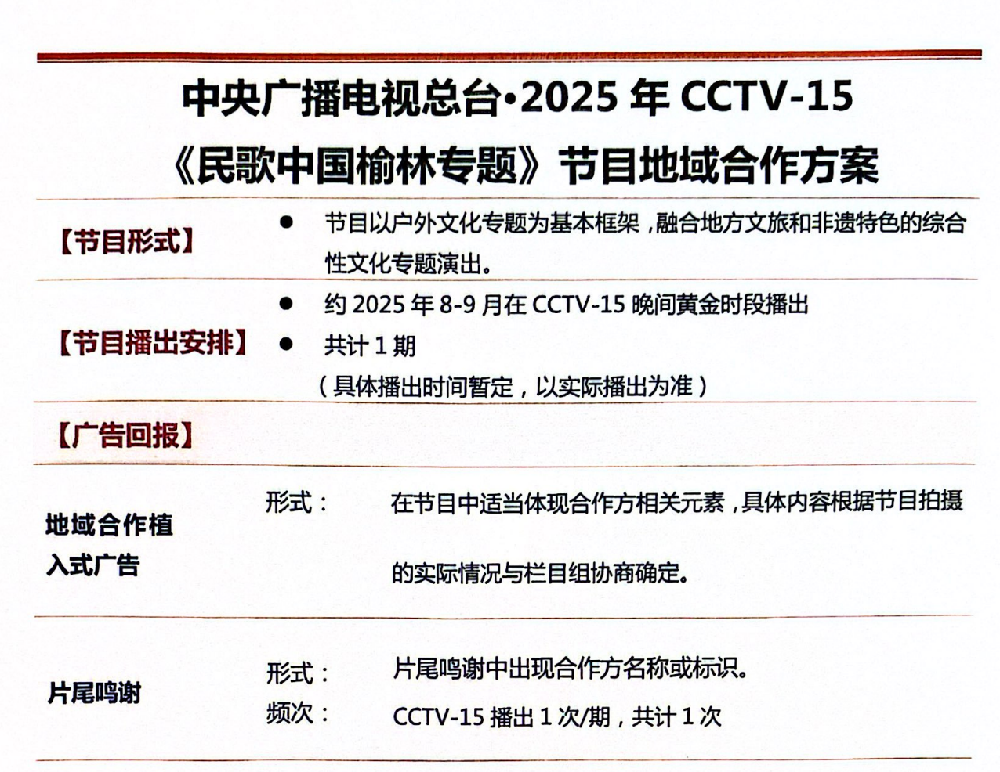 中央广播电视总台•2025 年 CCTV-15
《民歌中国榆林专题》节目地域合作方案
【节目形式】
● 节目以户外文化专题为基本框架,融合地方文旅和非遗特色的综合
性文化专题演出。
【节目播出安排】
● 约 2025 年 8-9 月在 CCTV-15 晚间黄金时段播出
● 共计 1 期
（具体播出时间暂定，以实际播出为准）
【广告回报】
地域合作植
入式广告
形式：
在节目中适当体现合作方相关元素,具体内容根据节目拍摄
的实际情况与栏目组协商确定。
片尾鸣谢
形式： 片尾鸣谢中出现合作方名称或标识。
频次： CCTV-15 播出 1 次/期，共计 1 次